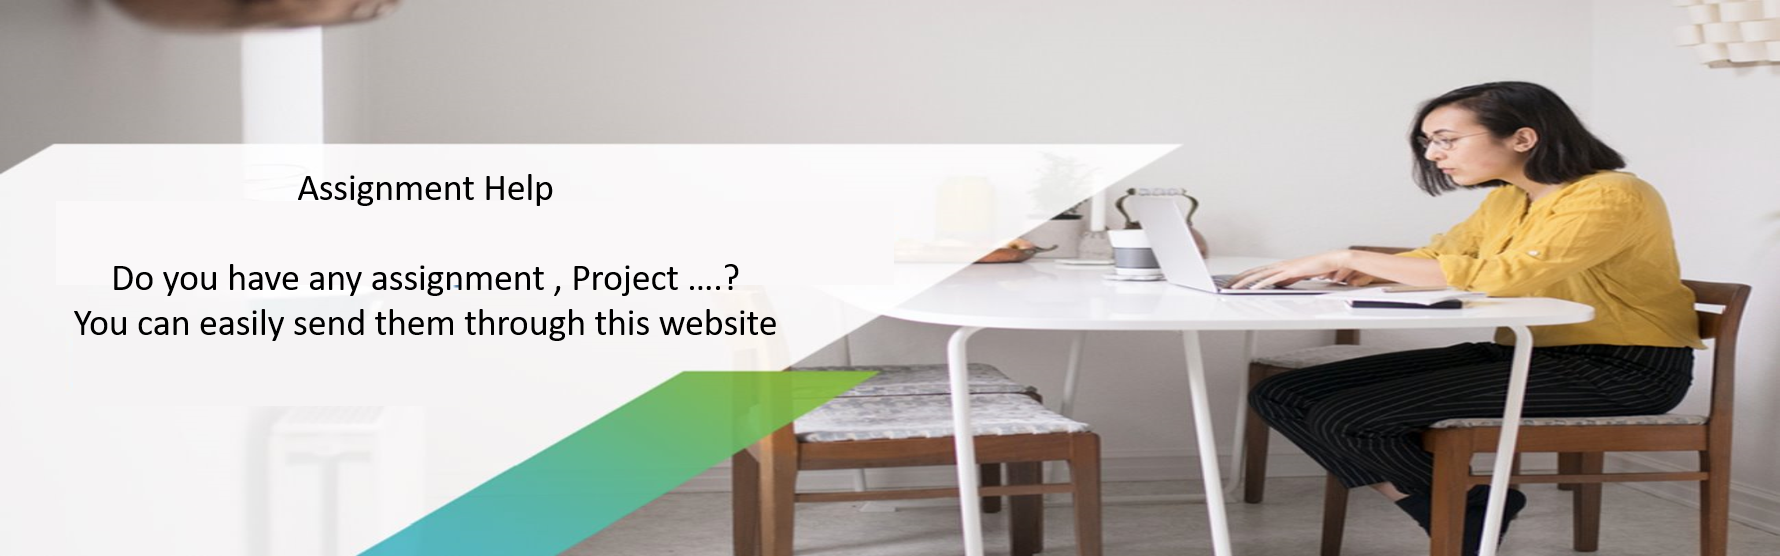 Assignment Help
Do you have any assignment , Project ....?
You can easily send them through this website